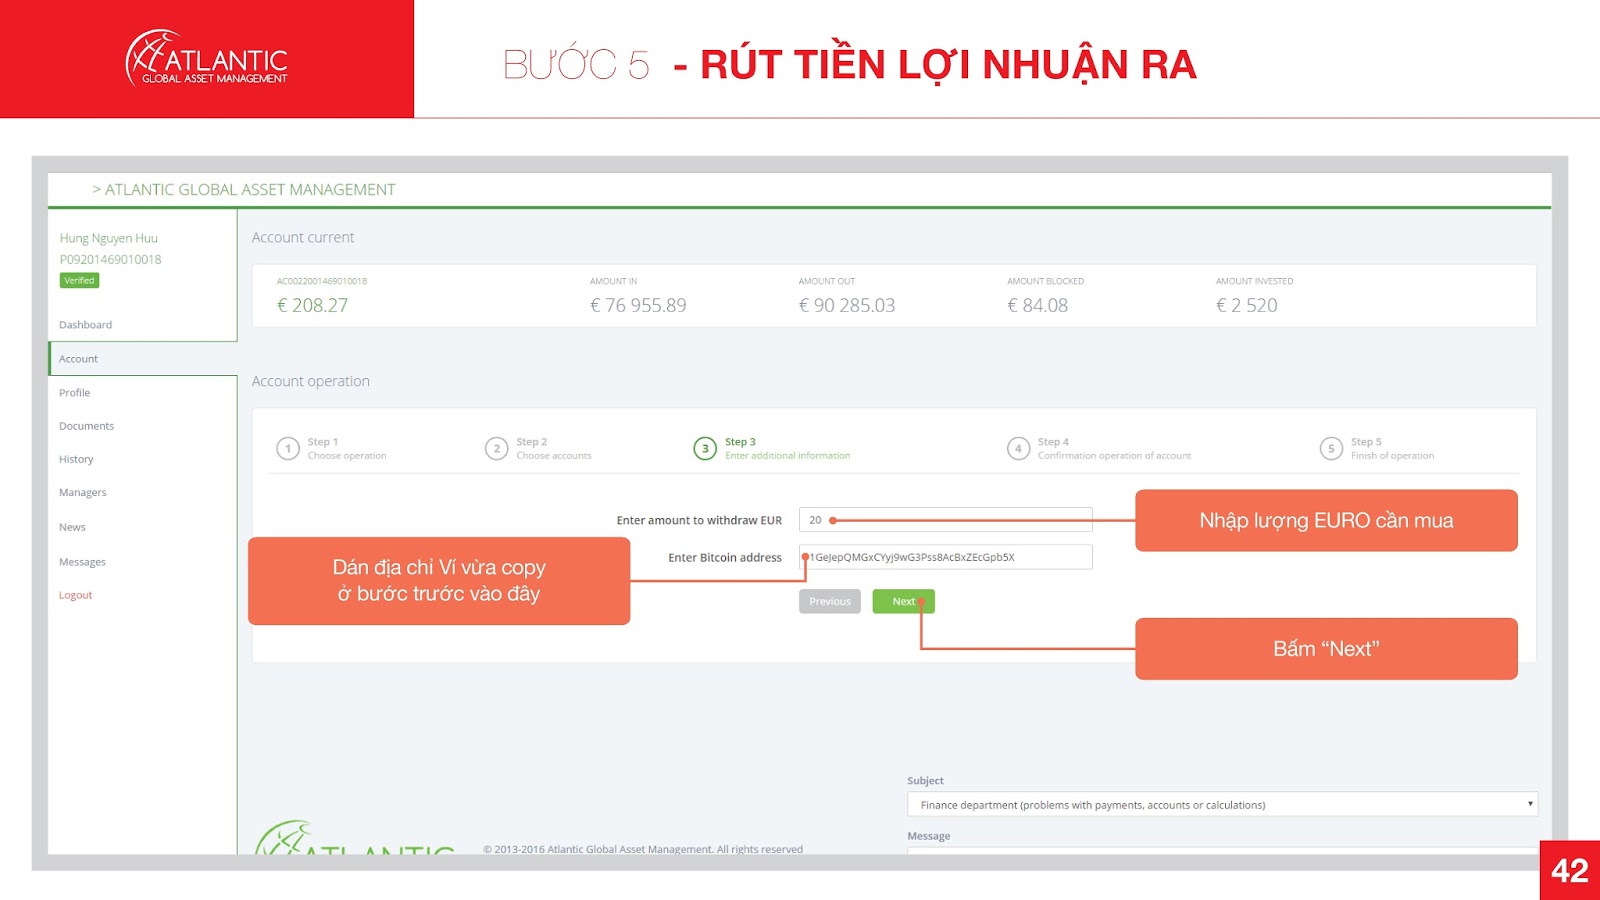 ATLANTIC
GLOBAL ASSET MANAGEMENT
BƯỚC 5 - RÚT TIỀN LỢI NHUẬN RA
> ATLANTIC GLOBAL ASSET MANAGEMENT
Hung Nguyen Huu
P09201469010018
Verified
Dashboard
Account
Profile
Documents
History
Managers
News
Messages
Logout
Account current
AC0022001469010018
€ 208.27
AMOUNT IN
€ 76 955.89
AMOUNT OUT
€ 90 285.03
AMOUNT BLOCKED
€ 84.08
AMOUNT INVESTED
€ 2 520
Account operation
1 Step 1
Choose operation
2 Step 2
Choose accounts
3 Step 3
Enter additional information
4 Step 4
Confirmation operation of account
5 Step 5
Finish of operation
Enter amount to withdraw EUR 20
Nhập lượng EURO cần mua
Enter Bitcoin address 1GeJepQMGxCYyj9wG3Pss8AcBxZEcGpb5X
Dán địa chỉ Ví vừa copy
ở bước trước vào đây
Previous Next
Bấm “Next”
Subject
Finance department (problems with payments, accounts or calculations)
Message
ATLANTIC
© 2013-2016 Atlantic Global Asset Management. All rights reserved
42